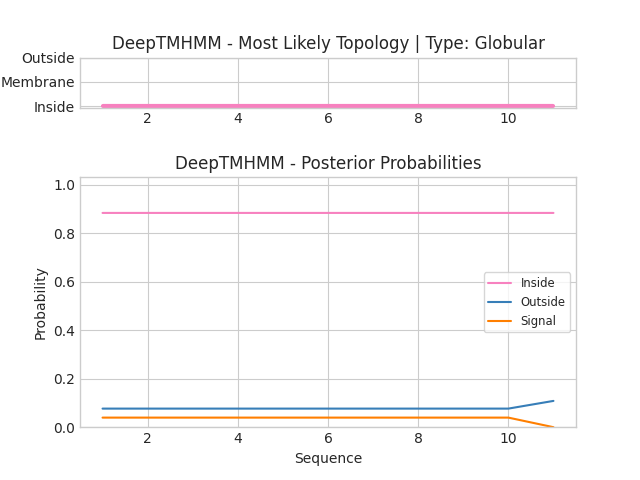 DeepTMHMM - Most Likely Topology | Type: Globular
Outside
Membrane
Inside
2 4 6 8 10
DeepTMHMM - Posterior Probabilities
1.0
0.8
0.6
0.4
0.2
0.0
Probability
Inside
Outside
Signal
2 4 6 8 10
Sequence